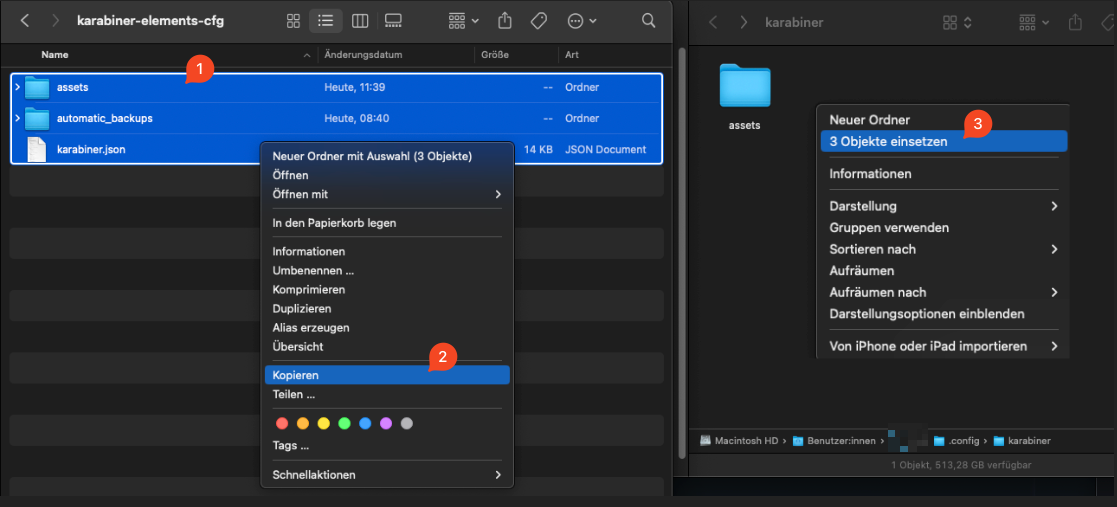 karabiner-elements-cfg
Name
Änderungsdatum
Größe
Art
1
assets
Heute, 11:39
--
Ordner
automatic_backups
Heute, 08:40
--
Ordner
karabiner.json
14 KB
JSON Document
Neuer Ordner mit Auswahl (3 Objekte)
Öffnen
Öffnen mit
In den Papierkorb legen
Informationen
Umbenennen ...
Komprimieren
Duplizieren
Alias erzeugen
Übersicht
2
Kopieren
Teilen ...
Tags ...
Schnellaktionen
karabiner
assets
Neuer Ordner
3
3 Objekte einsetzen
Informationen
Darstellung
Gruppen verwenden
Sortieren nach
Aufräumen
Aufräumen nach
Darstellungsoptionen einblenden
Von iPhone oder iPad importieren
Macintosh HD › Benutzer:innen › .config › karabiner
1 Objekt, 513,28 GB verfügbar